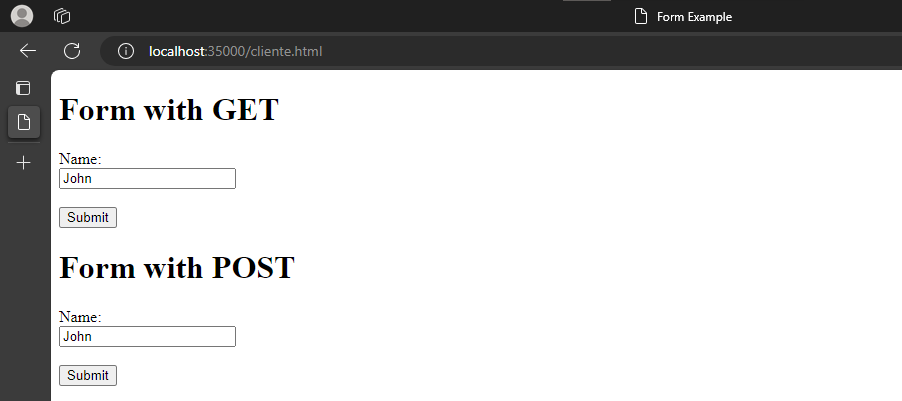 Form Example
localhost:35000/cliente.html
Form with GET
Name:
John
Submit
Form with POST
Name:
John
Submit